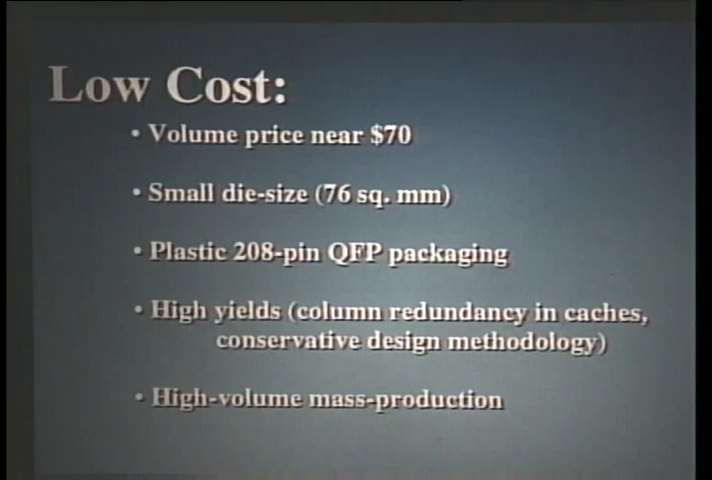 Low Cost:
• Volume price near $70
• Small die-size (76 sq. mm)
• Plastic 208-pin QFP packaging
• High yields (column redundancy in caches,
conservative design methodology)
• High-volume mass-production